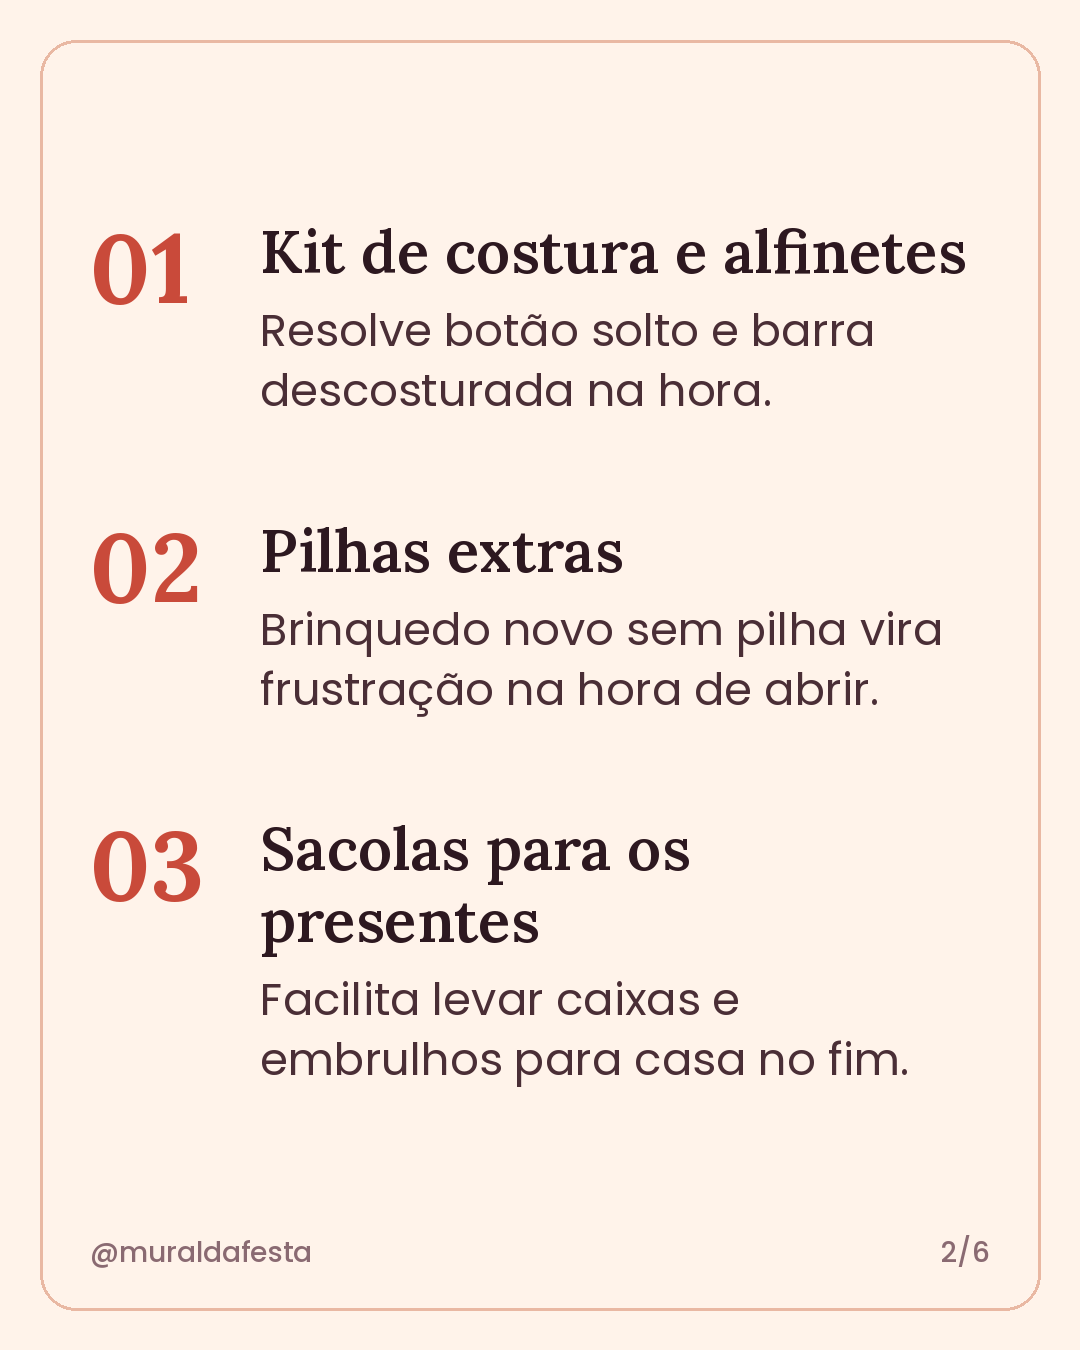 01
Kit de costura e alfinetes
Resolve botão solto e barra
descosturada na hora.
02
Pilhas extras
Brinquedo novo sem pilha vira
frustração na hora de abrir.
03
Sacolas para os
presentes
Facilita levar caixas e
embrulhos para casa no fim.
@muraldafesta
2/6